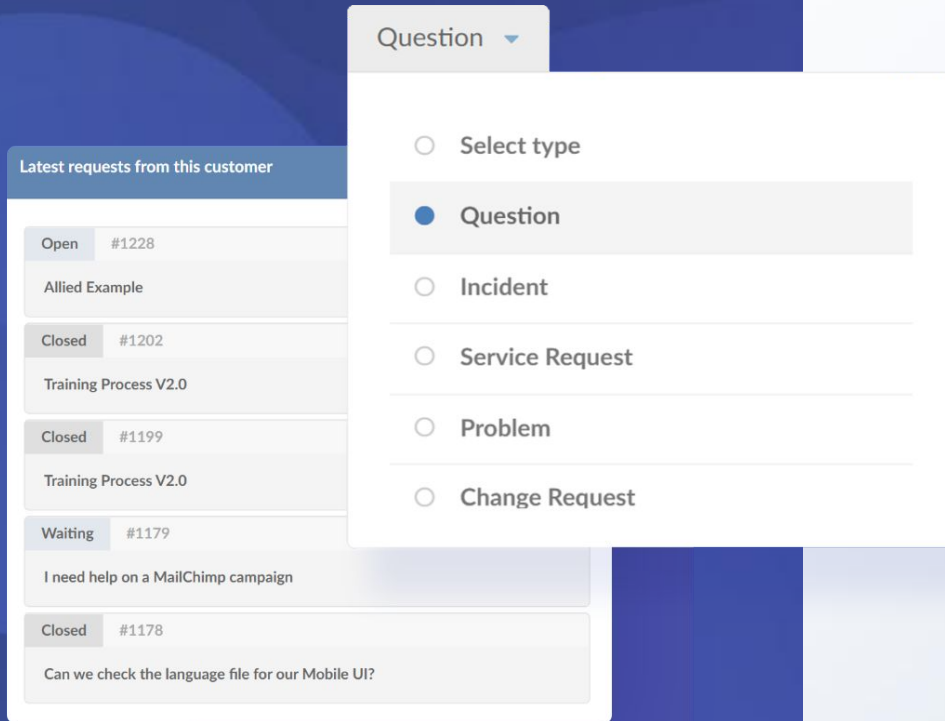 Question
Select type
Question
Incident
Service Request
Problem
Change Request
Latest requests from this customer
Open #1228
Allied Example
Closed #1202
Training Process V2.0
Closed #1199
Training Process V2.0
Waiting #1179
I need help on a MailChimp campaign
Closed #1178
Can we check the language file for our Mobile UI?